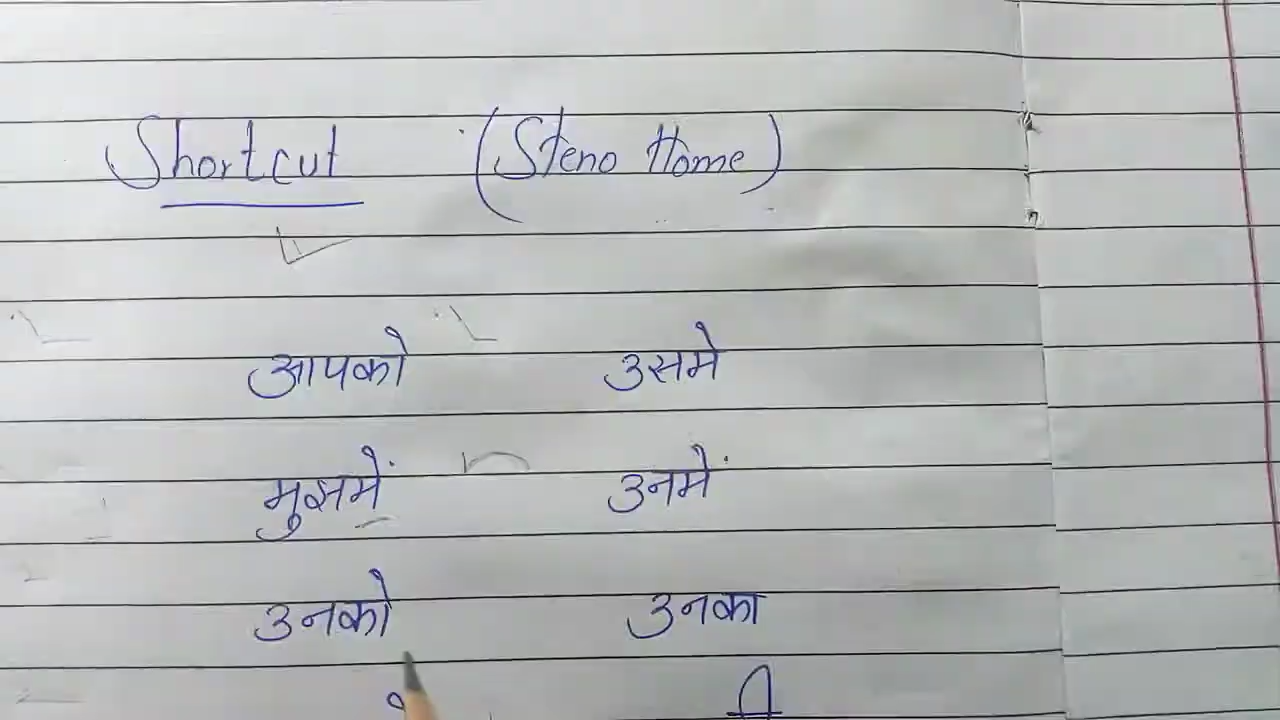 Shortcut (Steno Home)
आपको उसमे
मुझमें उनमें
उनको उनका